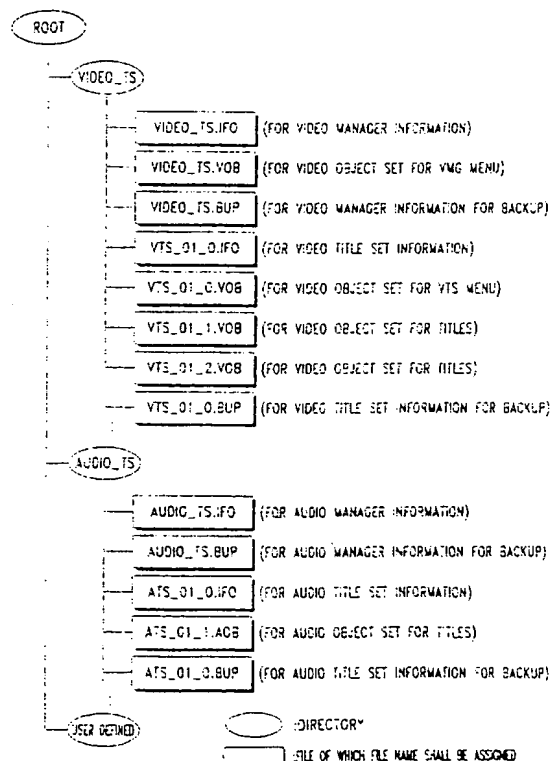 ROOT
VIDEO_TS
VIDEO_TS.IFO (FOR VIDEO MANAGER INFORMATION)
VIDEO_TS.VOB (FOR VIDEO OBJECT SET FOR VMG MENU)
VIDEO_TS.BUP (FOR VIDEO MANAGER INFORMATION FOR BACKUP)
VTS_01_0.IFO (FOR VIDEO TITLE SET INFORMATION)
VTS_01_0.VOB (FOR VIDEO OBJECT SET FOR VTS MENU)
VTS_01_1.VOB (FOR VIDEO OBJECT SET FOR TITLES)
VTS_01_2.VOB (FOR VIDEO OBJECT SET FOR TITLES)
VTS_01_0.BUP (FOR VIDEO TITLE SET INFORMATION FOR BACKUP)
AUDIO_TS
AUDIO_TS.IFO (FOR AUDIO MANAGER INFORMATION)
AUDIO_TS.BUP (FOR AUDIO MANAGER INFORMATION FOR BACKUP)
ATS_01_0.IFO (FOR AUDIO TITLE SET INFORMATION)
ATS_01_1.AOB (FOR AUDIO OBJECT SET FOR TITLES)
ATS_01_0.BUP (FOR AUDIO TITLE SET INFORMATION FOR BACKUP)
USER DEFINED
:DIRECTORY
:FILE OF WHICH FILE NAME SHALL BE ASSIGNED